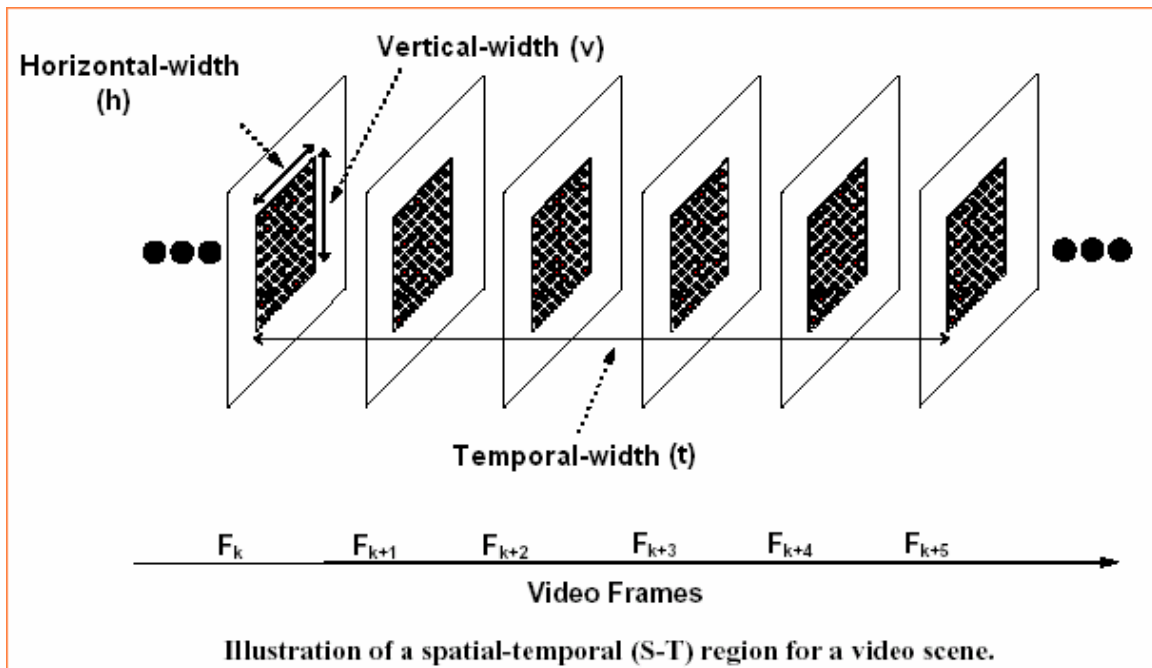 Vertical-width (v)
Horizontal-width
(h)
Temporal-width (t)
Fk Fk+1 Fk+2 Fk+3 Fk+4 Fk+5
Video Frames
Illustration of a spatial-temporal (S-T) region for a video scene.